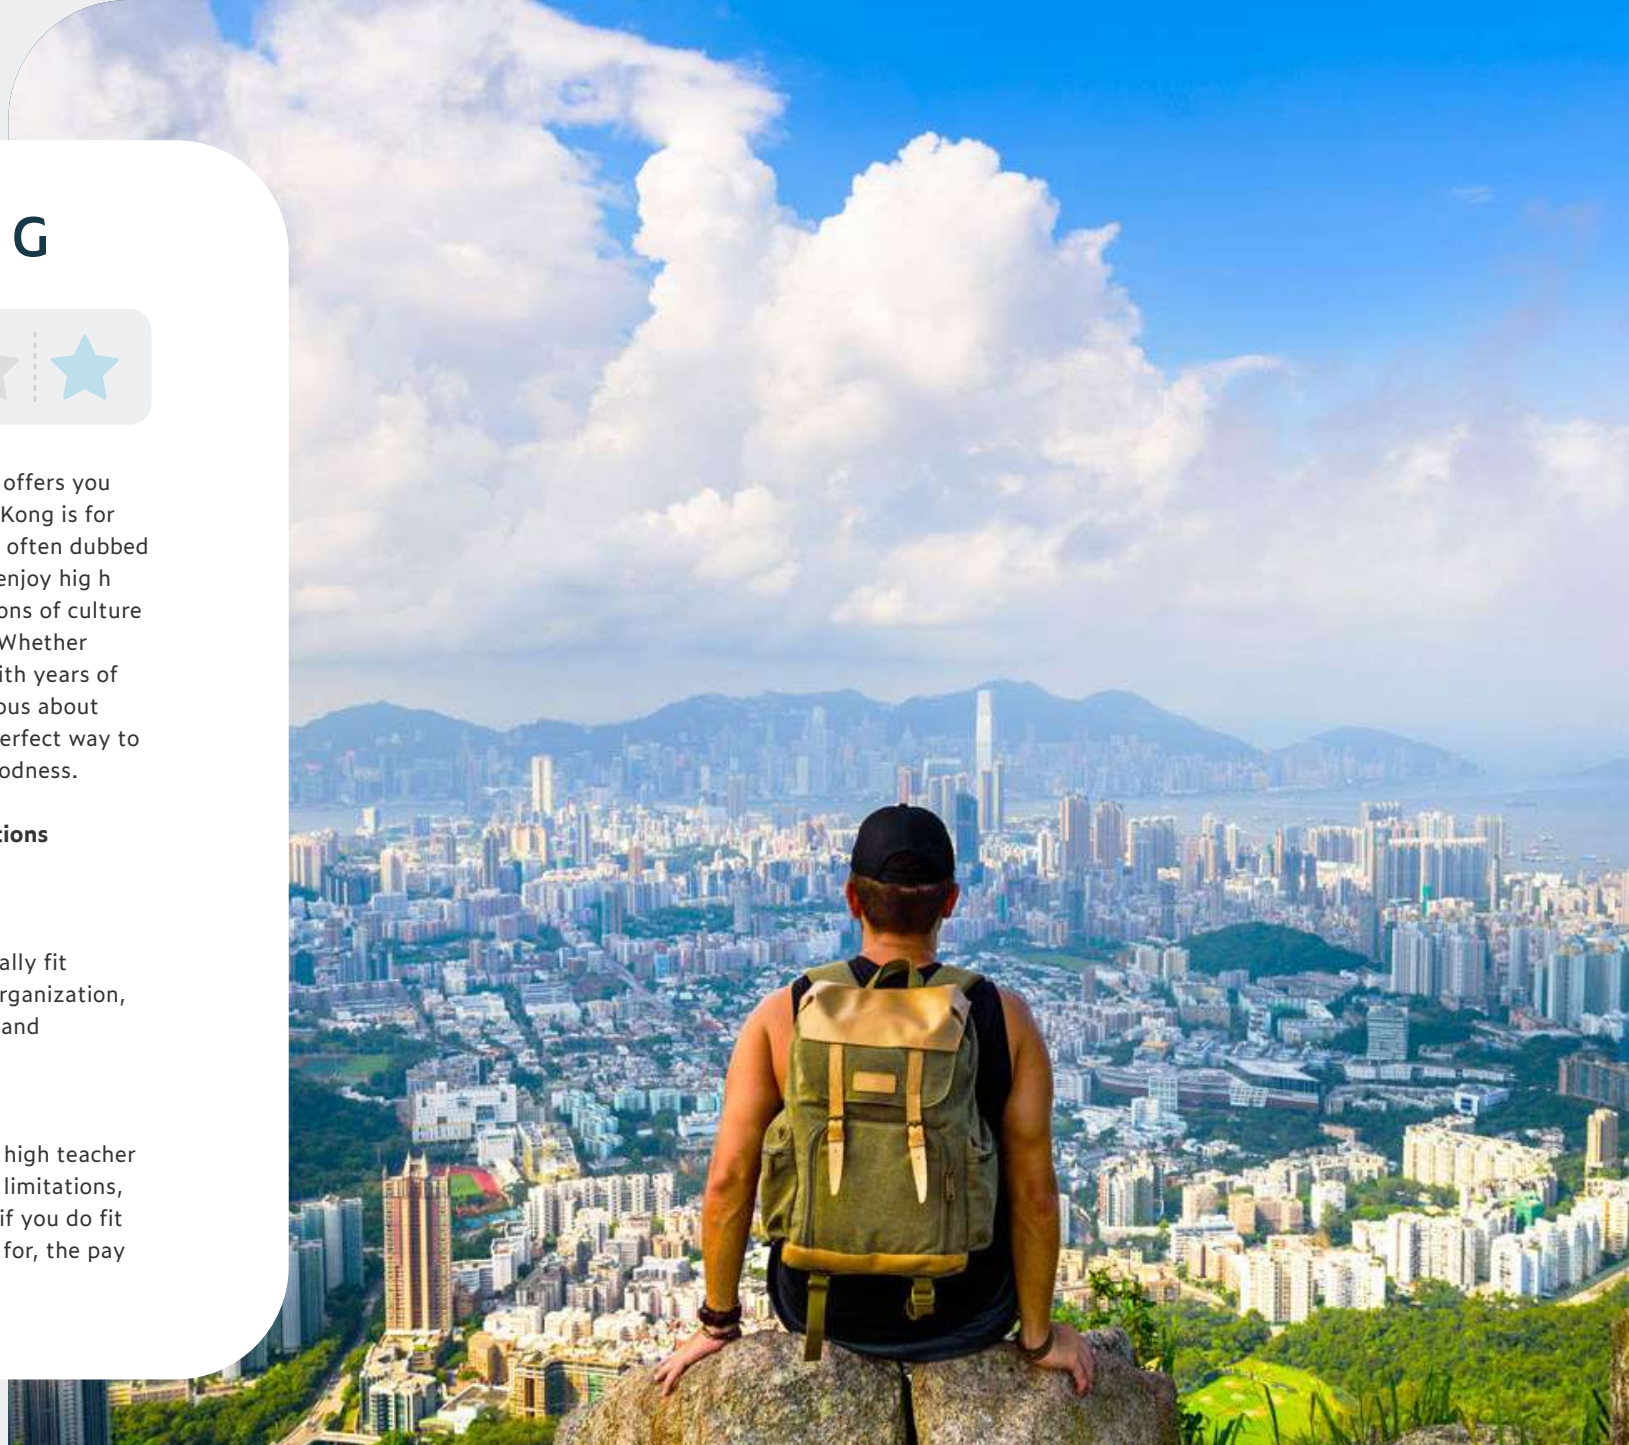 G
offers you
Kong is for
often dubbed
enjoy hig h
ons of culture
Whether
ith years of
ous about
erfect way to
odness.
tions
ally fit
rganization,
and
high teacher
limitations,
if you do fit
for, the pay